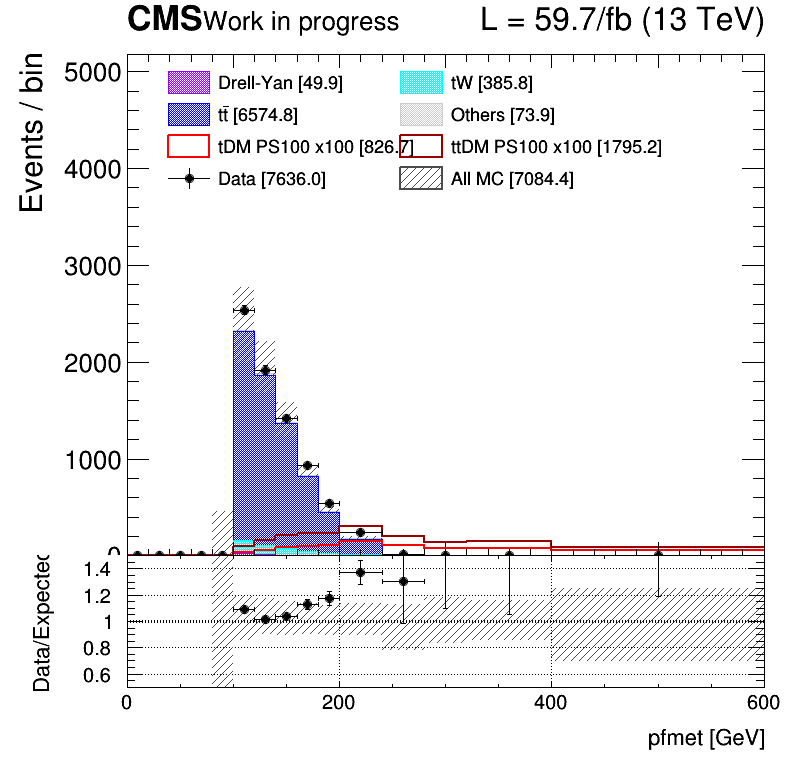 CMS Work in progress L = 59.7/fb (13 TeV)
Events / bin
5000
4000
3000
2000
1000
0
Drell-Yan [49.9] tW [385.8]
tt̄ [6574.8] Others [73.9]
tDM PS100 x100 [826.7] ttDM PS100 x100 [1795.2]
Data [7636.0] All MC [7084.4]
Data/Expected
1.4
1.2
1
0.8
0.6
0 200 400 600
pfmet [GeV]